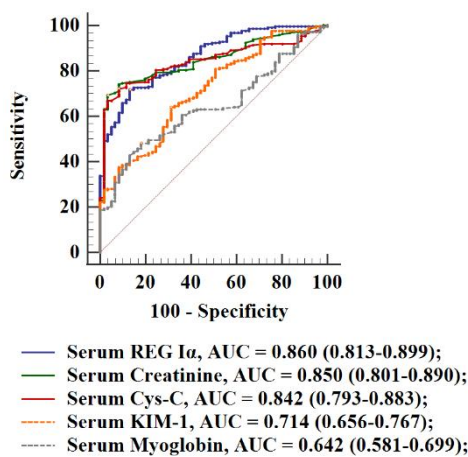 100
80
60
40
20
0
Sensitivity
0 20 40 60 80 100
100 - Specificity
Serum REG Iα, AUC = 0.860 (0.813-0.899);
Serum Creatinine, AUC = 0.850 (0.801-0.890);
Serum Cys-C, AUC = 0.842 (0.793-0.883);
Serum KIM-1, AUC = 0.714 (0.656-0.767);
Serum Myoglobin, AUC = 0.642 (0.581-0.699);